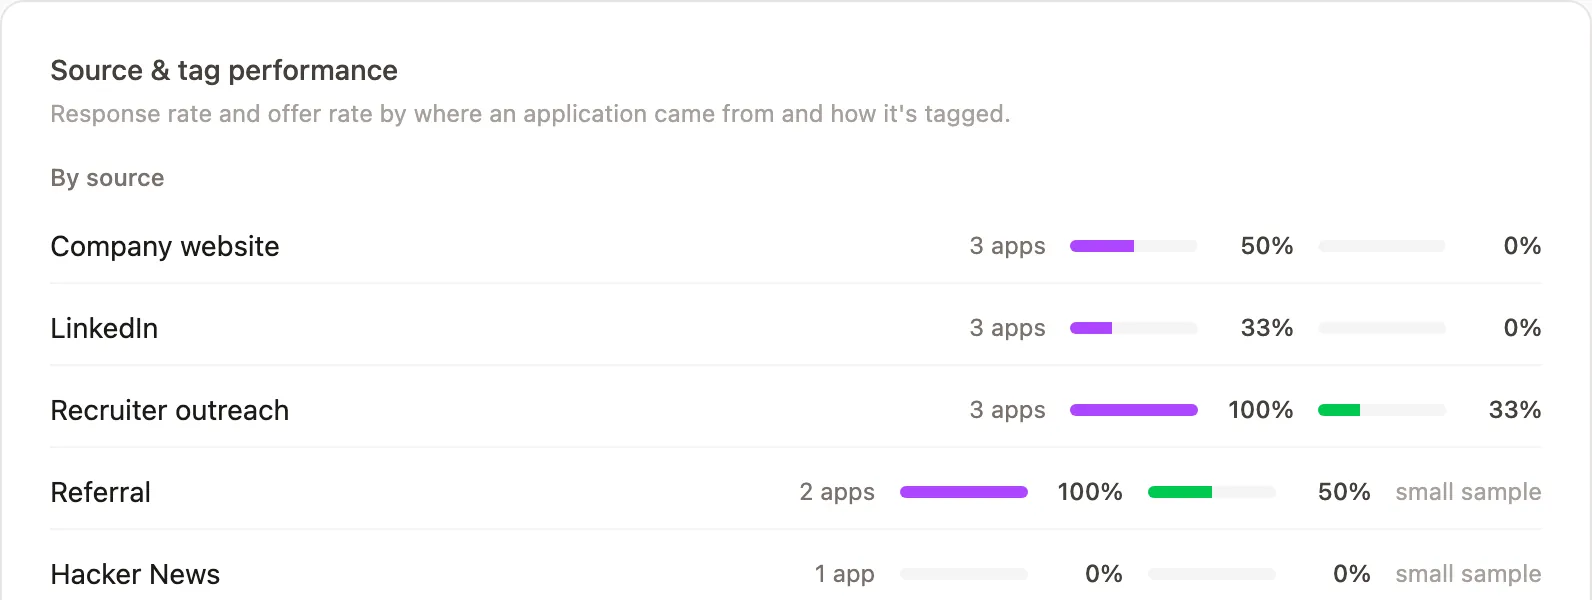 Source & tag performance
Response rate and offer rate by where an application came from and how it's tagged.
By source
Company website 3 apps 50% 0%
LinkedIn 3 apps 33% 0%
Recruiter outreach 3 apps 100% 33%
Referral 2 apps 100% 50% small sample
Hacker News 1 app 0% 0% small sample